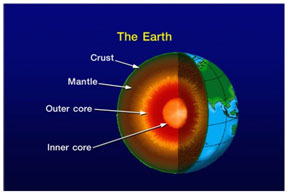 The Earth
Crust
Mantle
Outer core
Inner core